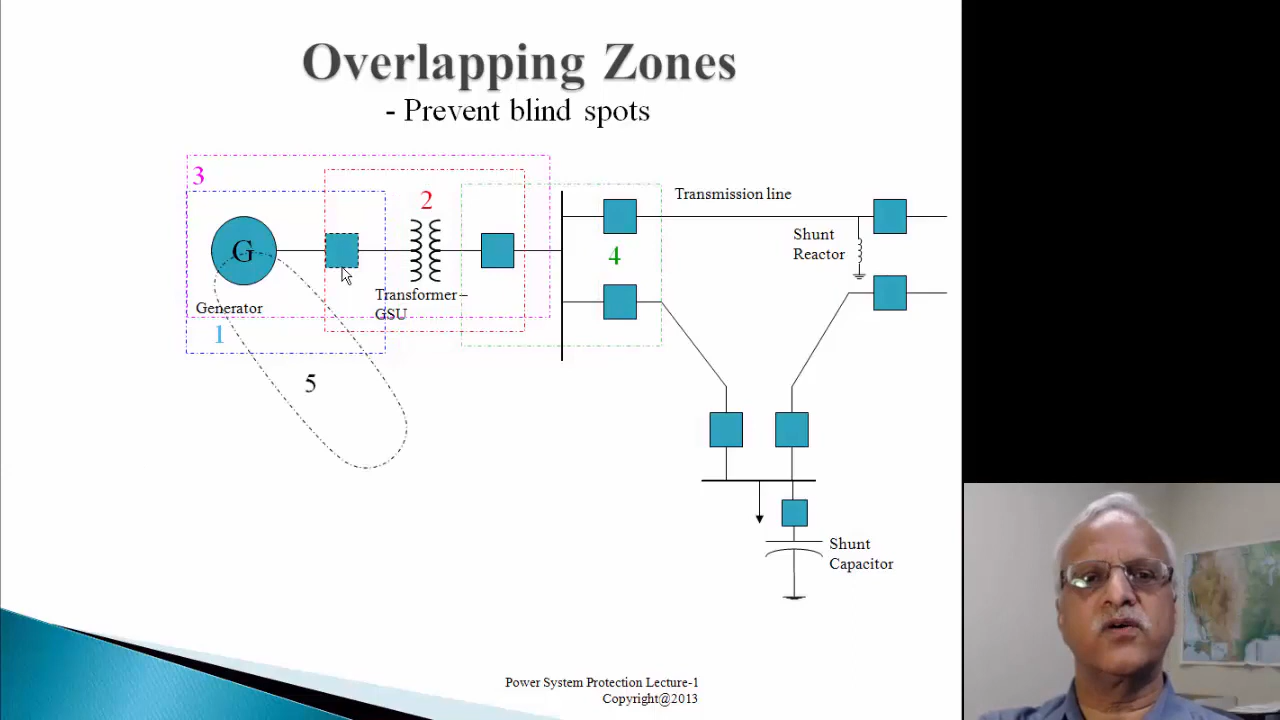 Overlapping Zones
- Prevent blind spots
3
2
Transmission line
Shunt
Reactor
G
4
Transformer–
GSU
Generator
1
5
Shunt
Capacitor
Power System Protection Lecture-1
Copyright@2013